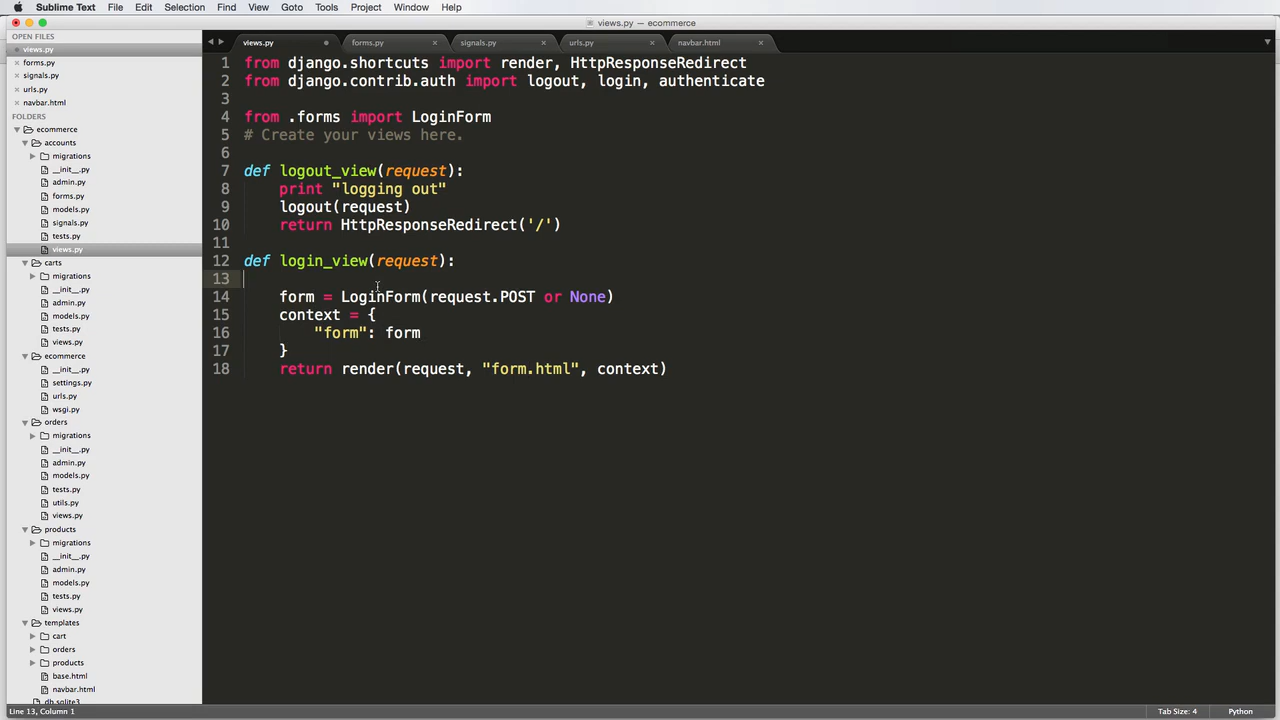 Sublime Text File Edit Selection Find View Goto Tools Project Window Help
views.py — ecommerce
OPEN FILES
views.py
forms.py
signals.py
urls.py
navbar.html
FOLDERS
ecommerce
accounts
migrations
__init__.py
admin.py
forms.py
models.py
signals.py
tests.py
views.py
carts
migrations
__init__.py
admin.py
models.py
tests.py
views.py
ecommerce
__init__.py
settings.py
urls.py
wsgi.py
orders
migrations
__init__.py
admin.py
models.py
tests.py
utils.py
views.py
products
migrations
__init__.py
admin.py
models.py
tests.py
views.py
templates
cart
orders
products
base.html
navbar.html
db.sqlite3
views.py forms.py signals.py urls.py navbar.html
1 from django.shortcuts import render, HttpResponseRedirect
2 from django.contrib.auth import logout, login, authenticate
3
4 from .forms import LoginForm
5 # Create your views here.
6
7 def logout_view(request):
8 print "logging out"
9 logout(request)
10 return HttpResponseRedirect('/')
11
12 def login_view(request):
13
14 form = LoginForm(request.POST or None)
15 context = {
16 "form": form
17 }
18 return render(request, "form.html", context)
Line 13, Column 1 Tab Size: 4 Python